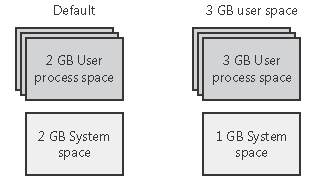 Default
2 GB User
process space
2 GB System
space
3 GB user space
3 GB User
process space
1 GB System
space